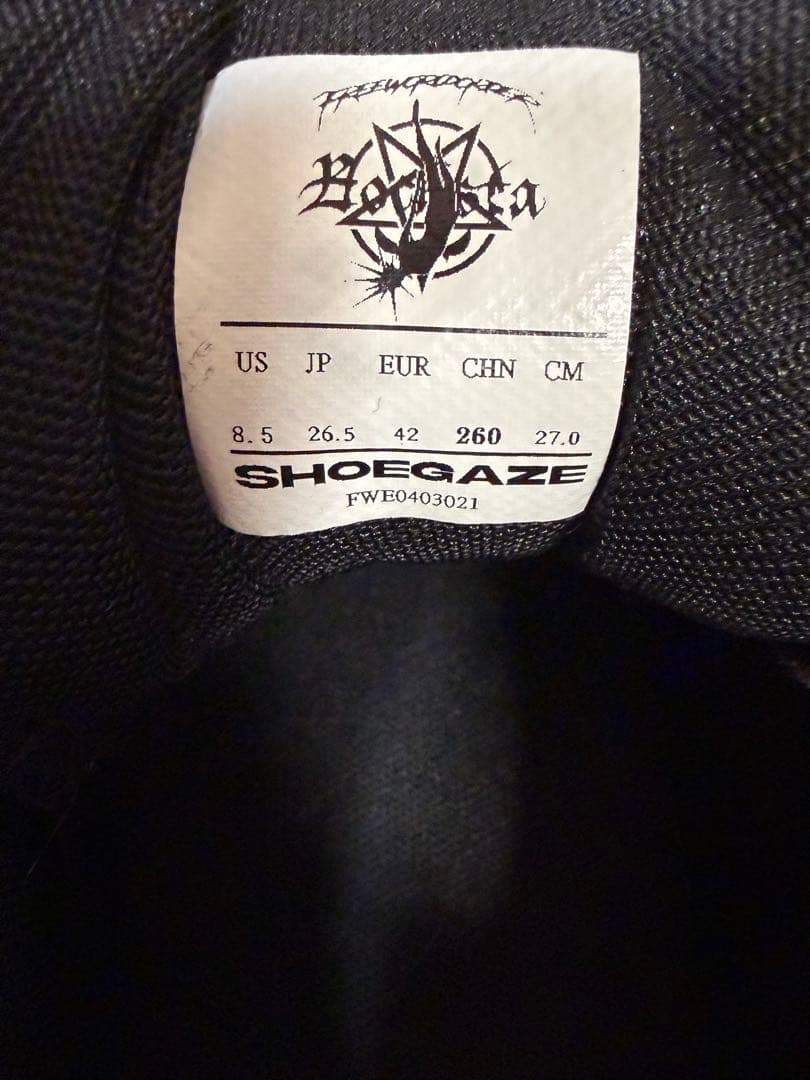 US JP EUR CHN CM
8.5 26.5 42 260 27.0
SHOEGAZE
FWE0403021